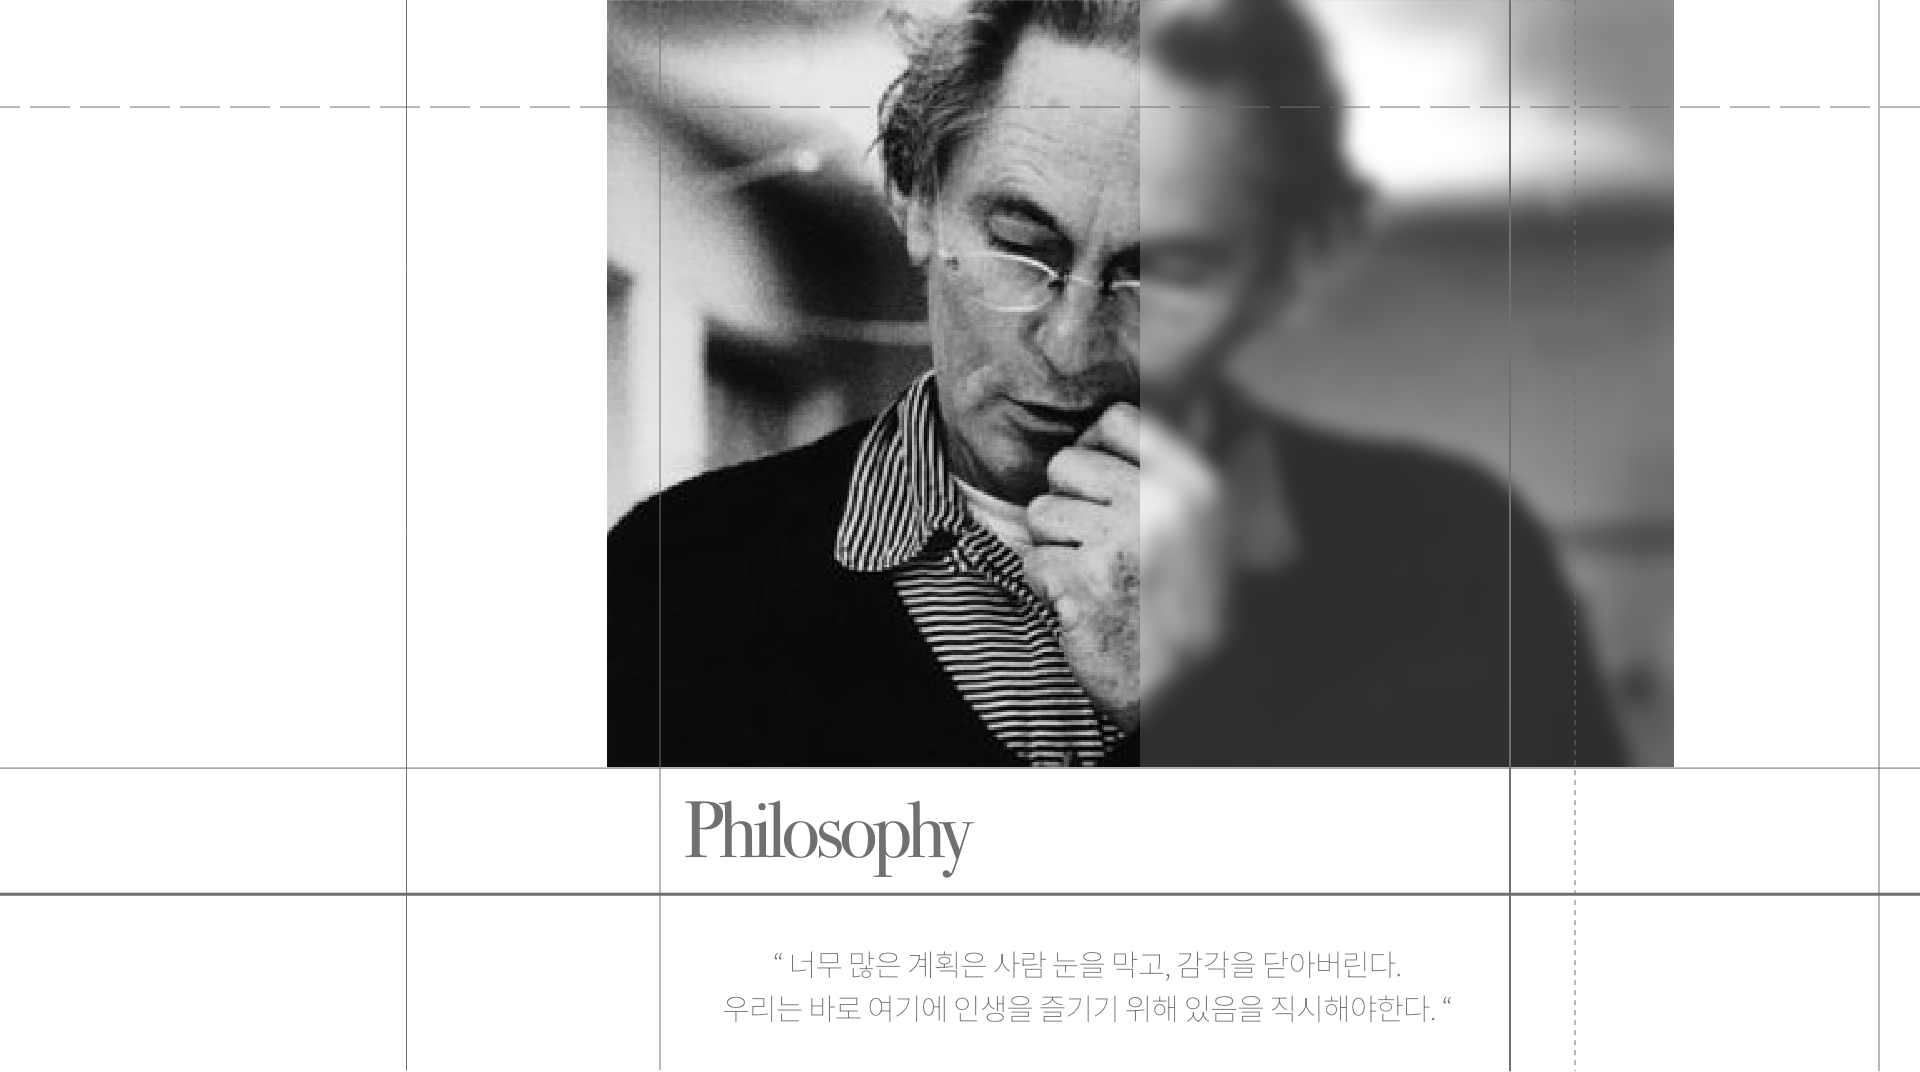 Philosophy
“ 너무 많은 계획은 사람 눈을 막고, 감각을 닫아버린다.
우리는 바로 여기에 인생을 즐기기 위해 있음을 직시해야한다. “